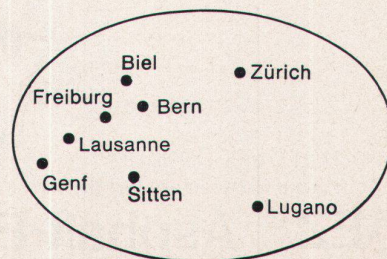 Biel
Zürich
Freiburg
Bern
Lausanne
Genf
Sitten
Lugano